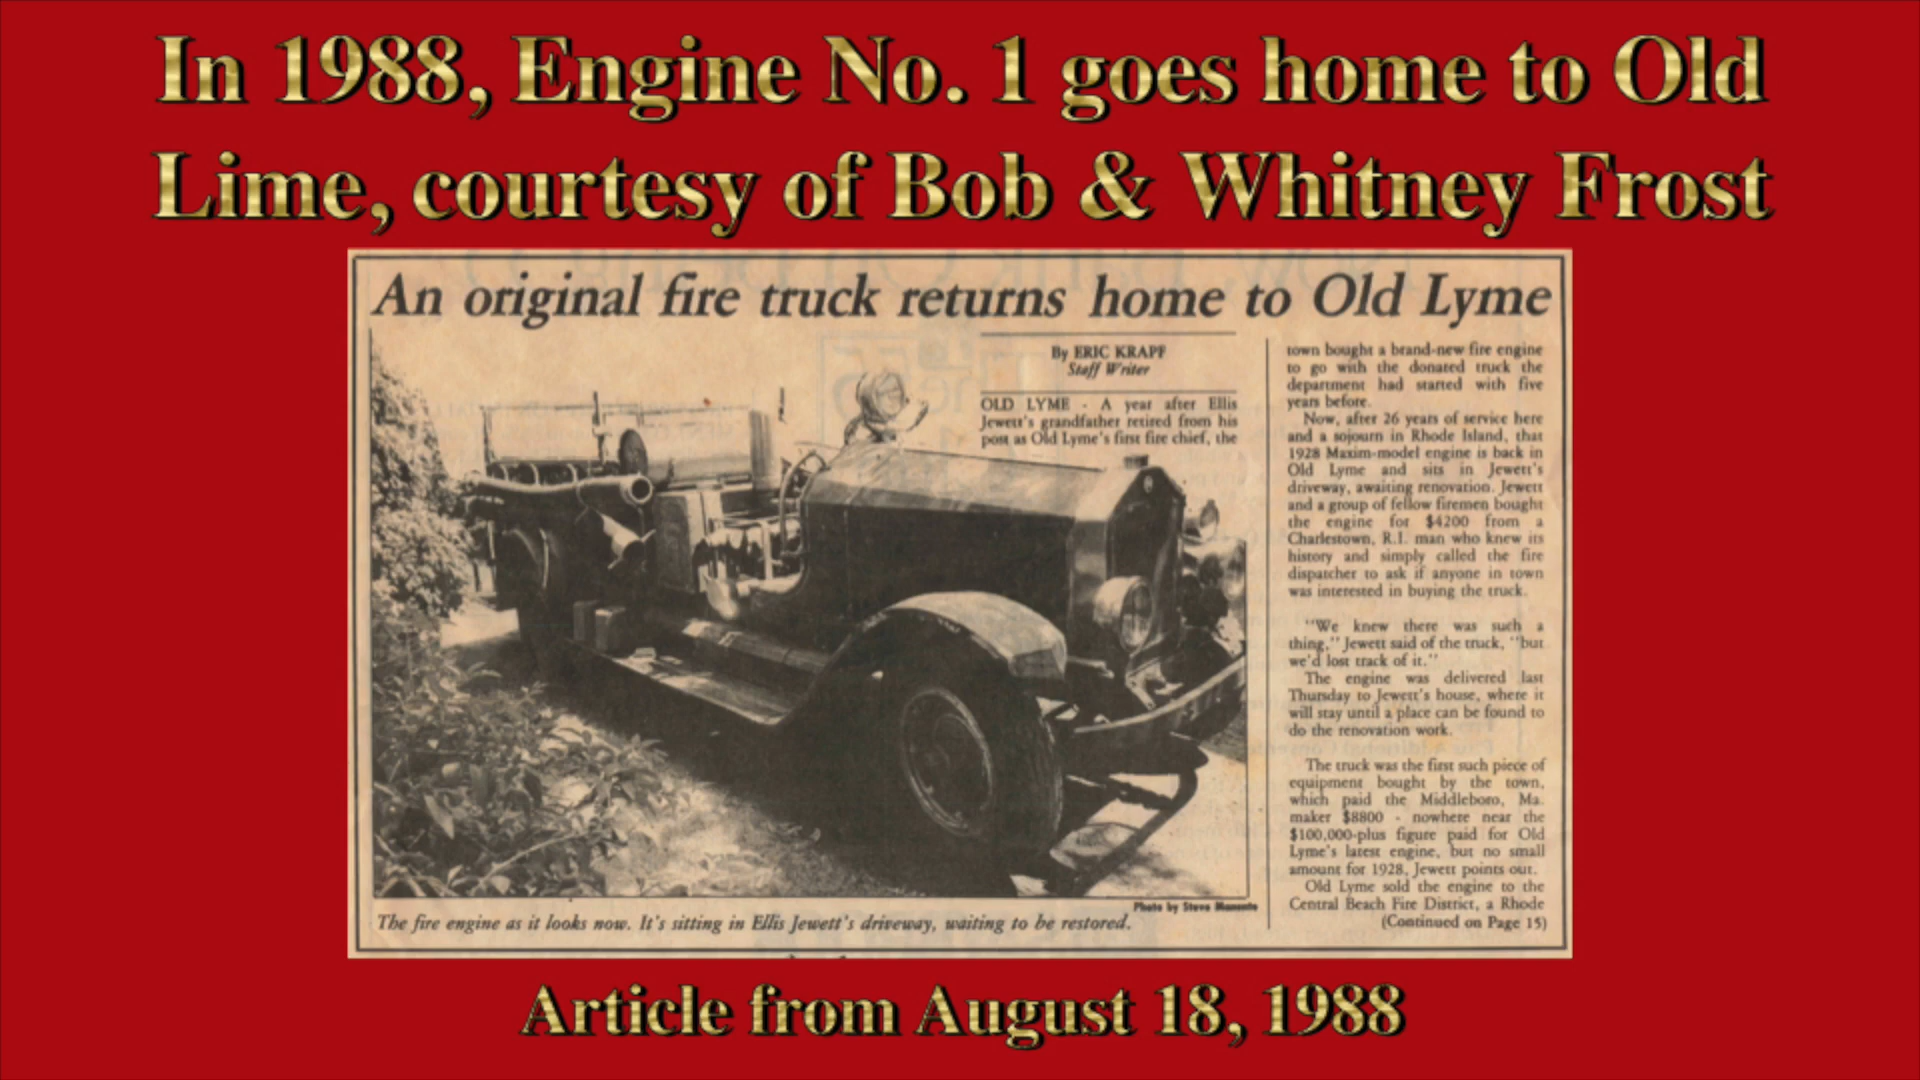 In 1988, Engine No. 1 goes home to Old
Lime, courtesy of Bob & Whitney Frost
An original fire truck returns home to Old Lyme
By ERIC KRAPF
Staff Writer
OLD LYME - A year after Ellis
Jewett's grandfather retired from his
post as Old Lyme's first fire chief, the
town bought a brand-new fire engine
to go with the donated truck the
department had started with five
years before.
Now, after 26 years of service here
and a sojourn in Rhode Island, that
1928 Maxim-model engine is back in
Old Lyme and sits in Jewett's
driveway, awaiting renovation. Jewett
and a group of fellow firemen bought
the engine for $4200 from a
Charlestown, R.I. man who knew its
history and simply called the fire
dispatcher to ask if anyone in town
was interested in buying the truck.
"We knew there was such a
thing," Jewett said of the truck, "but
we'd lost track of it."
The engine was delivered last
Thursday to Jewett's house, where it
will stay until a place can be found to
do the renovation work.
The truck was the first such piece of
equipment bought by the town,
which paid the Middleboro, Ma.
maker $8800 - nowhere near the
$100,000-plus figure paid for Old
Lyme's latest engine, but no small
amount for 1928, Jewett points out.
Old Lyme sold the engine to the
Central Beach Fire District, a Rhode
(Continued on Page 15)
Photo by Steve
The fire engine as it looks now. It's sitting in Ellis Jewett's driveway, waiting to be restored.
Article from August 18, 1988